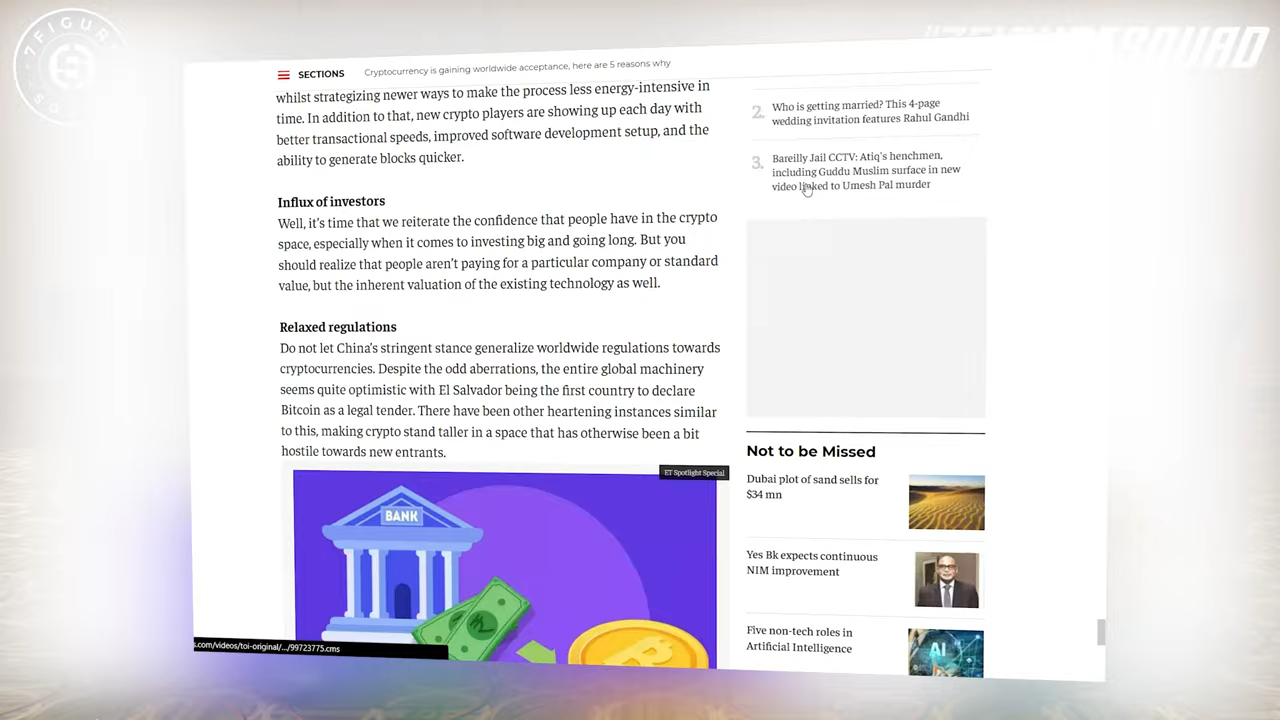 7FIGURE
SQUAD
SECTIONS
Cryptocurrency is gaining worldwide acceptance, here are 5 reasons why
whilst strategizing newer ways to make the process less energy-intensive in
time. In addition to that, new crypto players are showing up each day with
better transactional speeds, improved software development setup, and the
ability to generate blocks quicker.
Influx of investors
Well, it's time that we reiterate the confidence that people have in the crypto
space, especially when it comes to investing big and going long. But you
should realize that people aren't paying for a particular company or standard
value, but the inherent valuation of the existing technology as well.
Relaxed regulations
Do not let China's stringent stance generalize worldwide regulations towards
cryptocurrencies. Despite the odd aberrations, the entire global machinery
seems quite optimistic with El Salvador being the first country to declare
Bitcoin as a legal tender. There have been other heartening instances similar
to this, making crypto stand taller in a space that has otherwise been a bit
hostile towards new entrants.
ET Spotlight Special
BANK
2. Who is getting married? This 4-page
wedding invitation features Rahul Gandhi
3. Bareilly Jail CCTV: Atiq's henchmen,
including Guddu Muslim surface in new
video linked to Umesh Pal murder
Not to be Missed
Dubai plot of sand sells for
$34 mn
Yes Bk expects continuous
NIM improvement
Five non-tech roles in
Artificial Intelligence
AI
s.com/videos/toi-original/.../99723775.cms